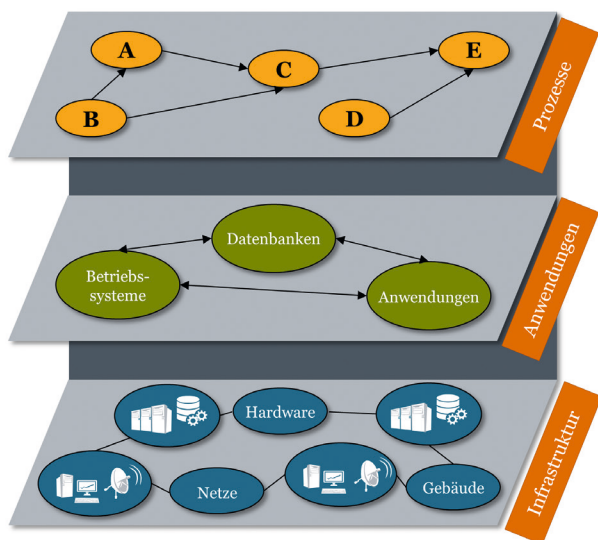 A
E
C
B
D
Prozesse
Datenbanken
Betriebs-
systeme
Anwendungen
Anwendungen
Hardware
Netze
Gebäude
Infrastruktur